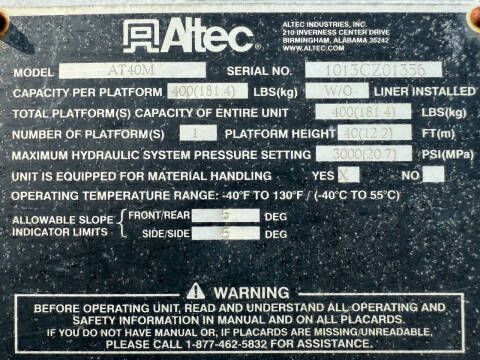 Altec
ALTEC INDUSTRIES, INC.
210 INVERNESS CENTER DRIVE
BIRMINGHAM, ALABAMA 35242
WWW.ALTEC.COM
MODEL AT40M SERIAL NO. 1013CZ01356
CAPACITY PER PLATFORM 400(181.4) LBS(kg) W/O LINER INSTALLED
TOTAL PLATFORM(S) CAPACITY OF ENTIRE UNIT 400(181.4) LBS(kg)
NUMBER OF PLATFORM(S) 1 PLATFORM HEIGHT 40(12.2) FT(m)
MAXIMUM HYDRAULIC SYSTEM PRESSURE SETTING 3000(20.7) PSI(MPa)
UNIT IS EQUIPPED FOR MATERIAL HANDLING YES X NO
OPERATING TEMPERATURE RANGE: -40°F TO 130°F / (-40°C TO 55°C)
ALLOWABLE SLOPE INDICATOR LIMITS
FRONT/REAR 5 DEG
SIDE/SIDE 5 DEG
WARNING
BEFORE OPERATING UNIT, READ AND UNDERSTAND ALL OPERATING AND
SAFETY INFORMATION IN MANUAL AND ON ALL PLACARDS.
IF YOU DO NOT HAVE MANUAL OR, IF PLACARDS ARE MISSING/UNREADABLE,
PLEASE CALL 1-877-462-5832 FOR ASSISTANCE.